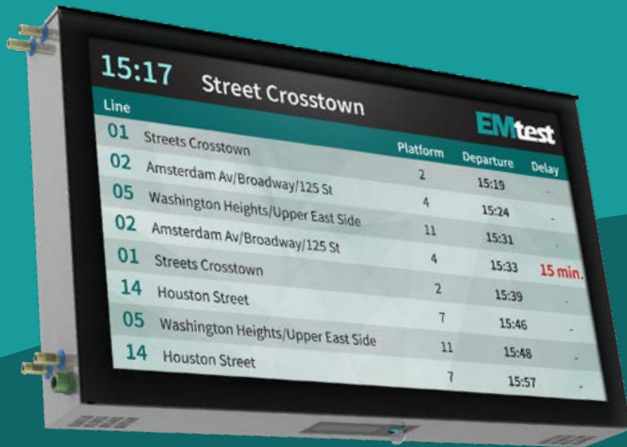 15:17 Street Crosstown EMtest
Line Platform Departure Delay
01 Streets Crosstown 2 15:19 -
02 Amsterdam Av/Broadway/125 St 4 15:24 -
05 Washington Heights/Upper East Side 11 15:31 -
02 Amsterdam Av/Broadway/125 St 4 15:33 15 min.
01 Streets Crosstown 2 15:39 -
14 Houston Street 7 15:46 -
05 Washington Heights/Upper East Side 11 15:48 -
14 Houston Street 7 15:57 -